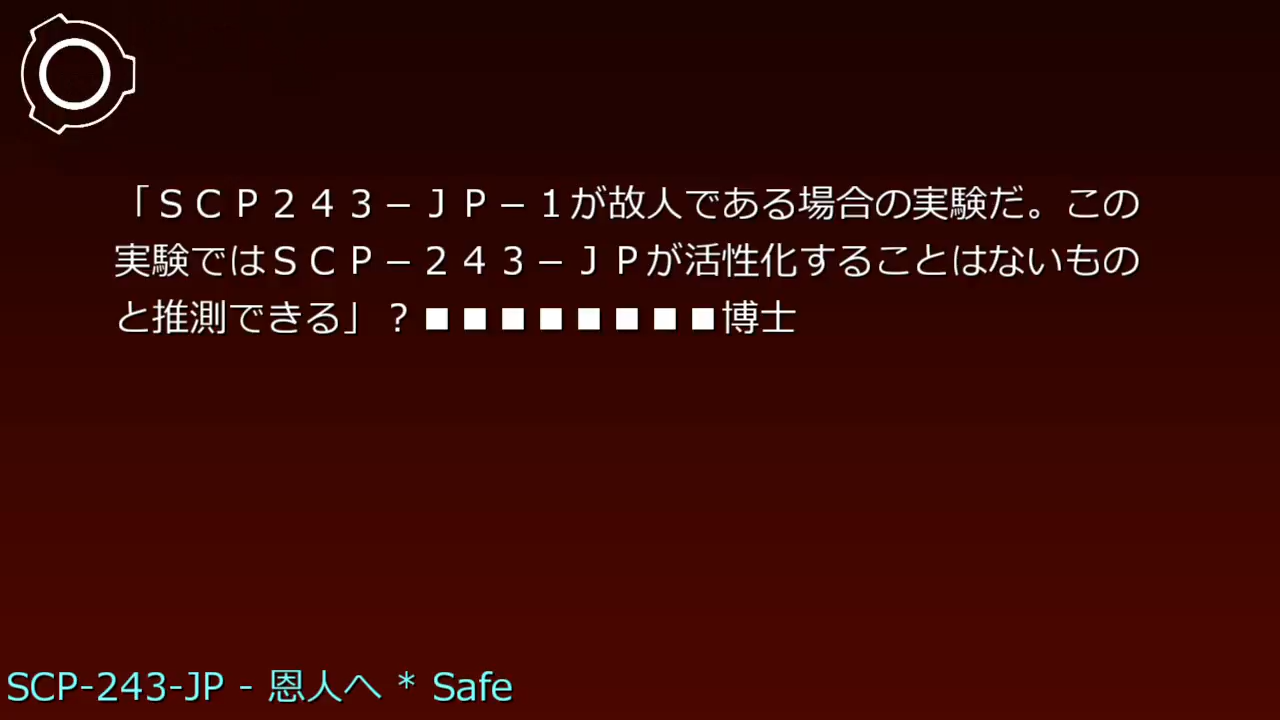 「ＳＣＰ２４３－ＪＰ－１が故人である場合の実験だ。この
実験ではＳＣＰ－２４３－ＪＰが活性化することはないもの
と推測できる」？■■■■■■■■博士
SCP-243-JP - 恩人へ * Safe